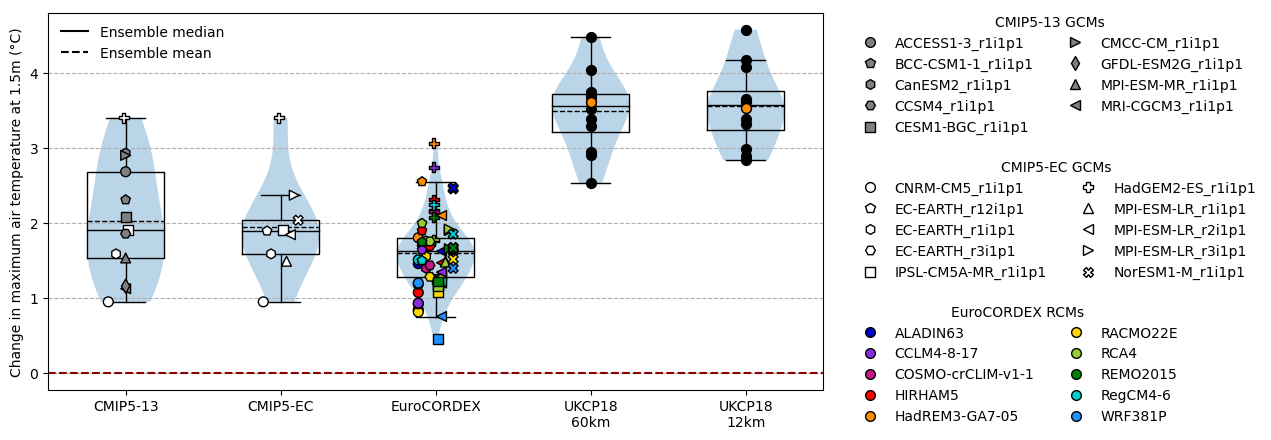 Change in maximum air temperature at 1.5m (°C)
4
3
2
1
0
Ensemble median
Ensemble mean
CMIP5-13
CMIP5-EC
EuroCORDEX
UKCP18
60km
UKCP18
12km
CMIP5-13 GCMs
ACCESS1-3_r1i1p1
BCC-CSM1-1_r1i1p1
CanESM2_r1i1p1
CCSM4_r1i1p1
CESM1-BGC_r1i1p1
CMCC-CM_r1i1p1
GFDL-ESM2G_r1i1p1
MPI-ESM-MR_r1i1p1
MRI-CGCM3_r1i1p1
CMIP5-EC GCMs
CNRM-CM5_r1i1p1
EC-EARTH_r12i1p1
EC-EARTH_r1i1p1
EC-EARTH_r3i1p1
IPSL-CM5A-MR_r1i1p1
HadGEM2-ES_r1i1p1
MPI-ESM-LR_r1i1p1
MPI-ESM-LR_r2i1p1
MPI-ESM-LR_r3i1p1
NorESM1-M_r1i1p1
EuroCORDEX RCMs
ALADIN63
CCLM4-8-17
COSMO-crCLIM-v1-1
HIRHAM5
HadREM3-GA7-05
RACMO22E
RCA4
REMO2015
RegCM4-6
WRF381P